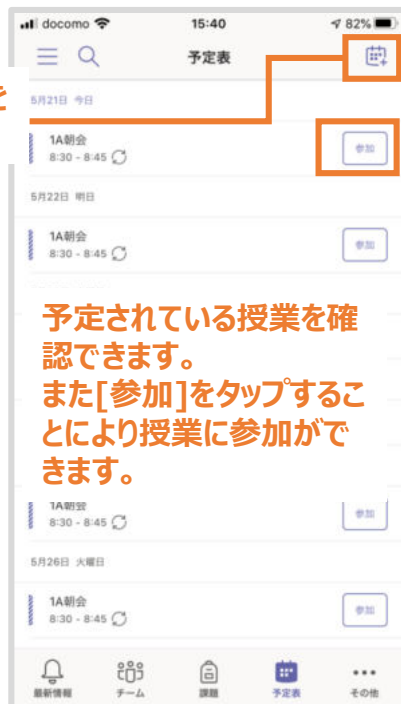 docomo 15:40 82%
予定表
を
5月21日 今日
1A朝会
8:30 - 8:45
参加
5月22日 明日
1A朝会
8:30 - 8:45
参加
予定されている授業を確
認できます。
また[参加]をタップするこ
とにより授業に参加がで
きます。
1A朝会
8:30 - 8:45
参加
5月26日 火曜日
1A朝会
8:30 - 8:45
参加
最新情報 チーム 課題 予定表 その他